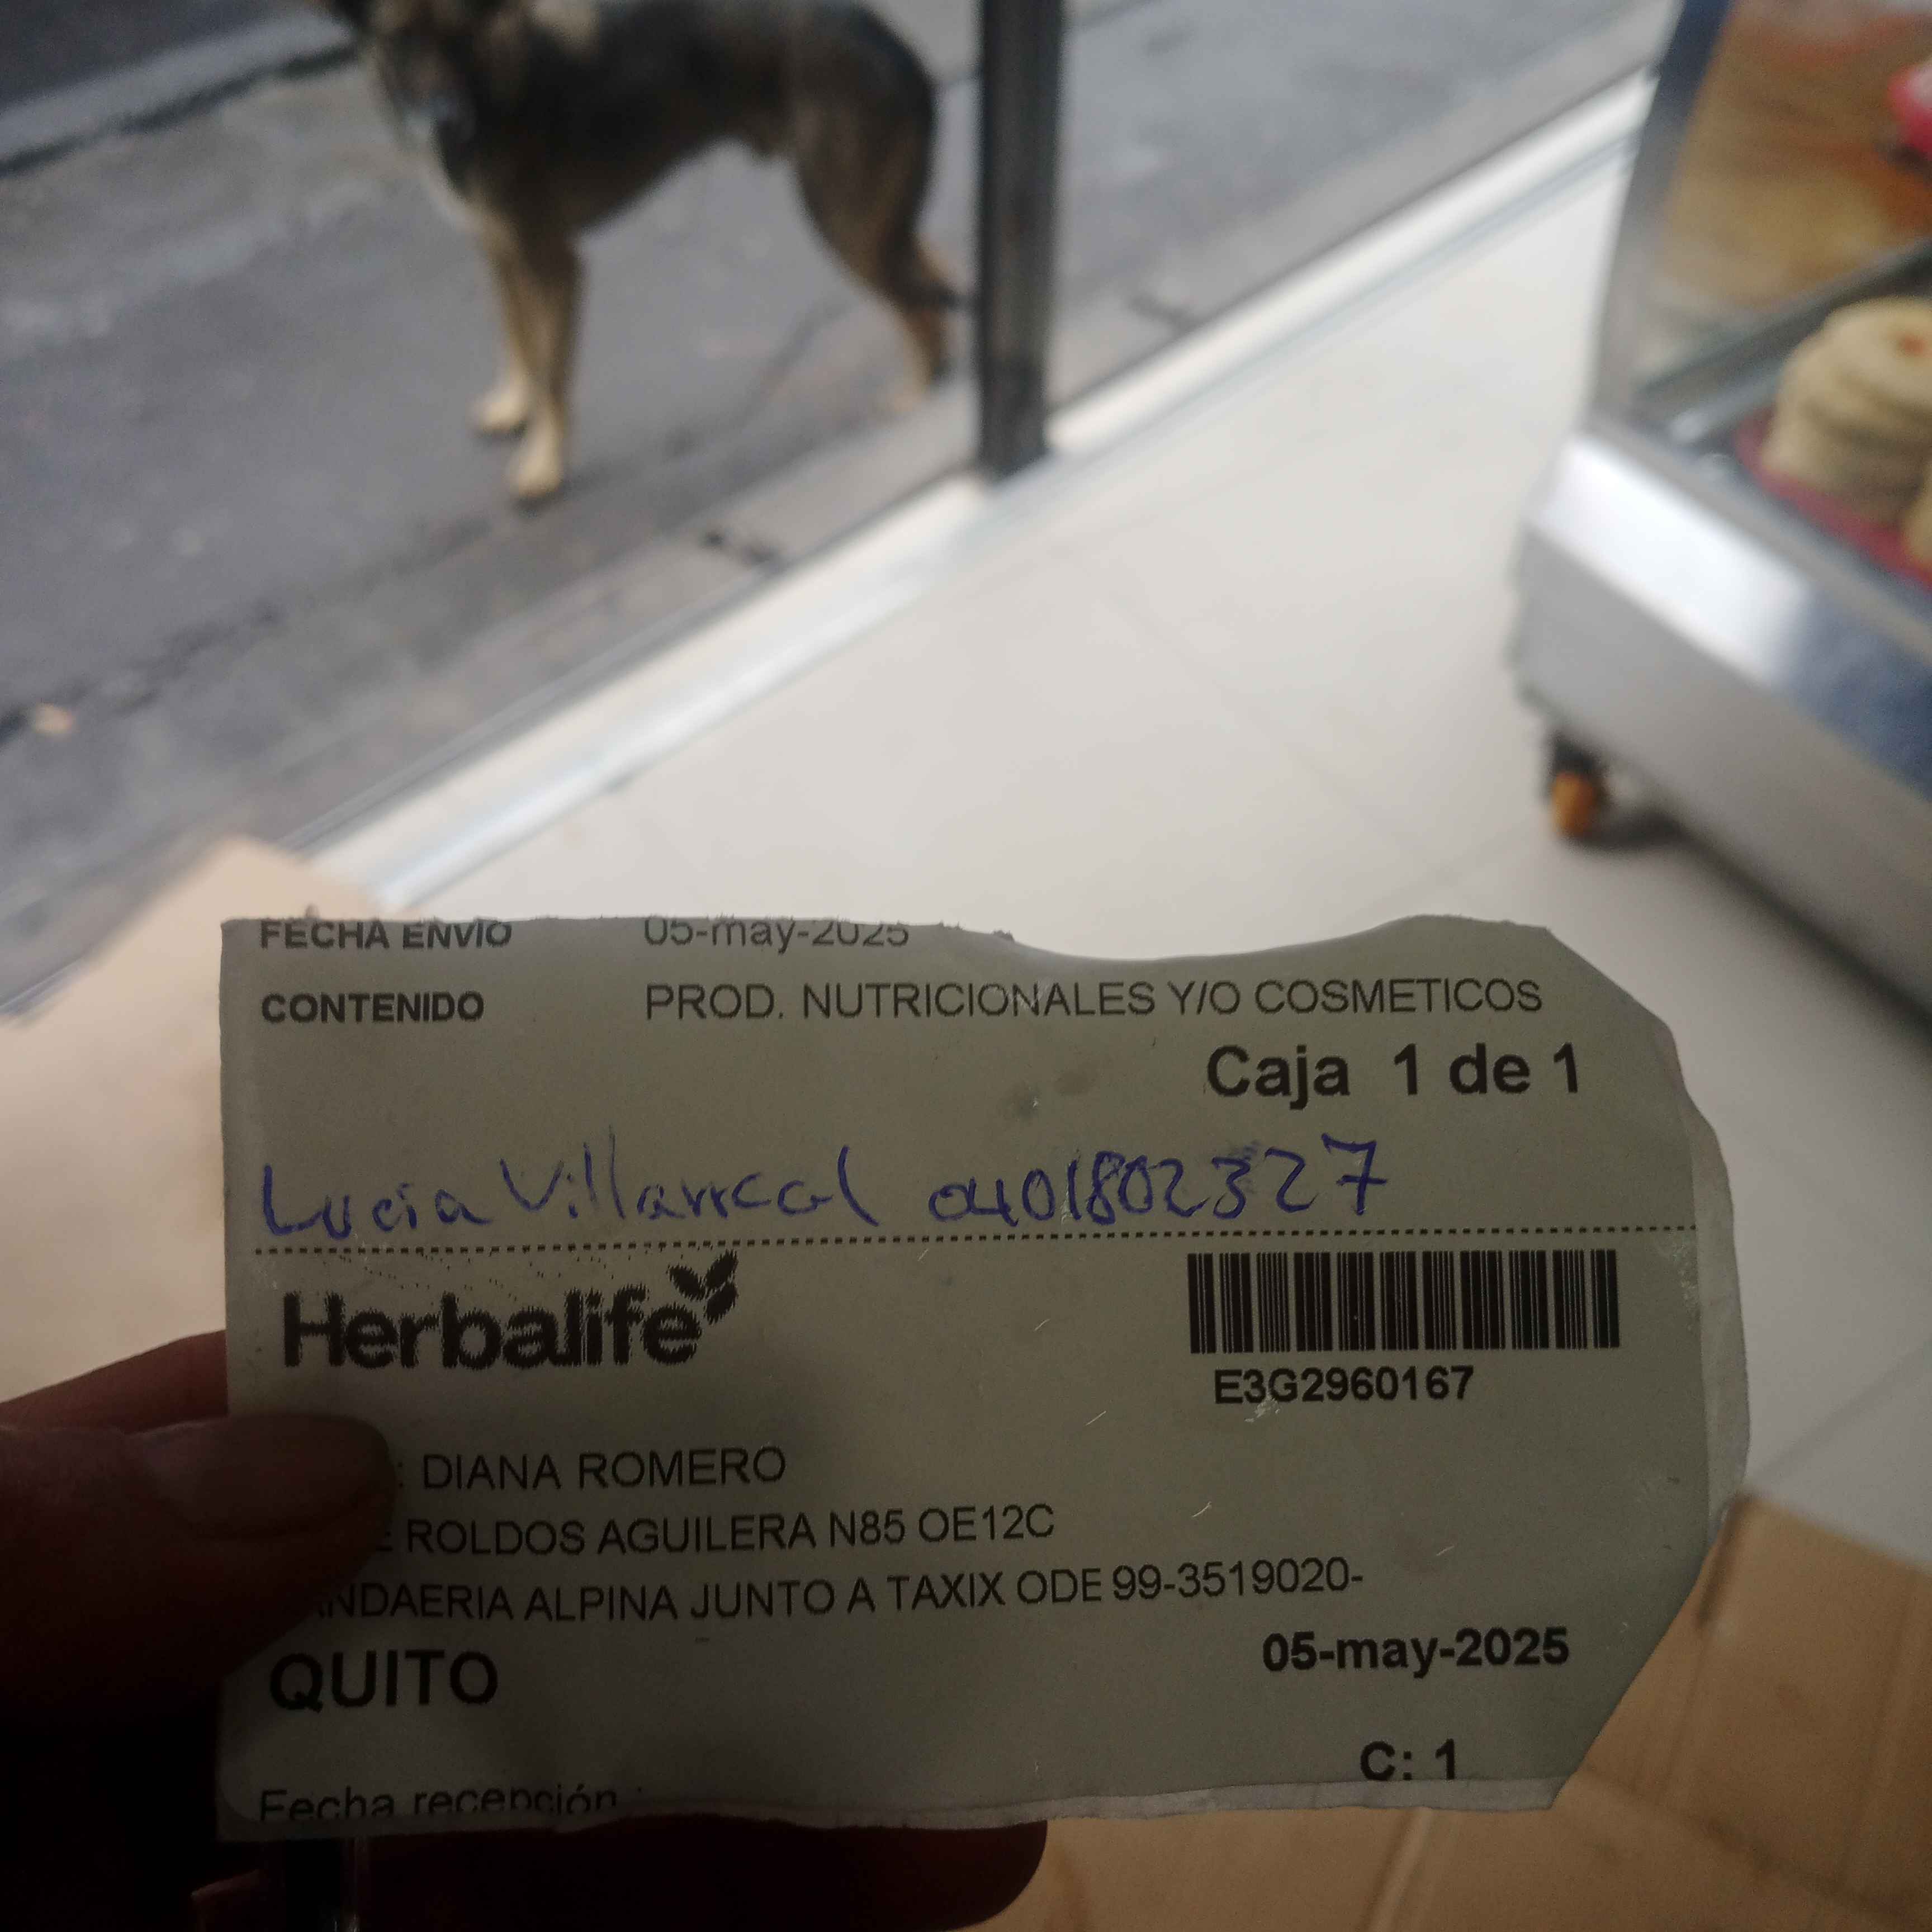 FECHA ENVIO 05-may-2025
CONTENIDO PROD. NUTRICIONALES Y/O COSMETICOS
Caja 1 de 1
Lucia Villarreal 0401802327
Herbalife
E3G2960167
: DIANA ROMERO
E ROLDOS AGUILERA N85 OE12C
ANDAERIA ALPINA JUNTO A TAXIX ODE 99-3519020-
QUITO 05-may-2025
C: 1
Fecha recepción :